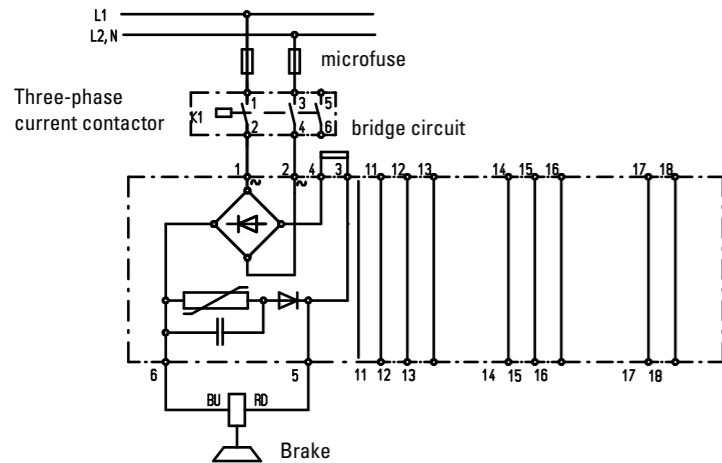 L1
L2, N
microfuse
Three-phase
current contactor
K1
1
3
5
2
4
6
bridge circuit
1 ~ 2 ~ 4 3 11 12 13 14 15 16 17 18
6 5 11 12 13 14 15 16 17 18
BU RD
Brake